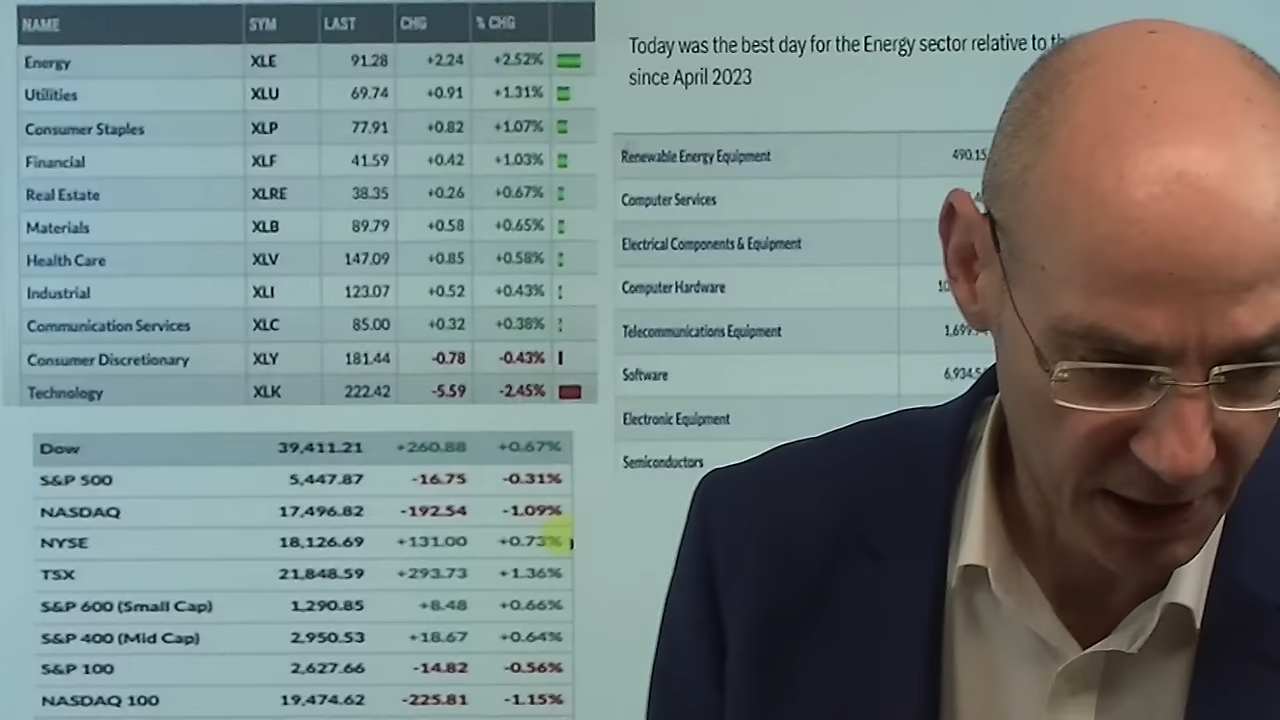 NAME SYM LAST CHG % CHG
Energy XLE 91.28 +2.24 +2.52%
Utilities XLU 69.74 +0.91 +1.31%
Consumer Staples XLP 77.91 +0.82 +1.07%
Financial XLF 41.59 +0.42 +1.03%
Real Estate XLRE 38.35 +0.26 +0.67%
Materials XLB 89.79 +0.58 +0.65%
Health Care XLV 147.09 +0.85 +0.58%
Industrial XLI 123.07 +0.52 +0.43%
Communication Services XLC 85.00 +0.32 +0.38%
Consumer Discretionary XLY 181.44 -0.78 -0.43%
Technology XLK 222.42 -5.59 -2.45%
Dow 39,411.21 +260.88 +0.67%
S&P 500 5,447.87 -16.75 -0.31%
NASDAQ 17,496.82 -192.54 -1.09%
NYSE 18,126.69 +131.00 +0.73%
TSX 21,848.59 +293.73 +1.36%
S&P 600 (Small Cap) 1,290.85 +8.48 +0.66%
S&P 400 (Mid Cap) 2,950.53 +18.67 +0.64%
S&P 100 2,627.66 -14.82 -0.56%
NASDAQ 100 19,474.62 -225.81 -1.15%
Today was the best day for the Energy sector relative to
since April 2023
Renewable Energy Equipment 490.15
Computer Services
Electrical Components & Equipment
Computer Hardware
Telecommunications Equipment
Software
Electronic Equipment
Semiconductors